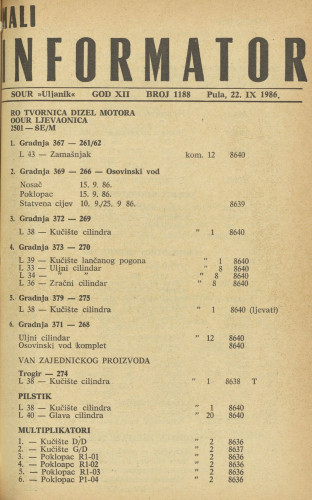 MALI
INFORMATOR
SOUR »Uljanik« GOD XII BROJ 1188 Pula, 22. IX 1986.
RO TVORNICA DIZEL MOTORA
OOUR LJEVAONICA
2501 — SE/M
1. Gradnja 367 — 261/62
L 43 — Zamašnjak kom. 12 8640
2. Gradnja 369 — 266 — Osovinski vod
Nosač 15. 9. 86.
Poklopac 15. 9. 86.
Statvena cijev 10. 9./25. 9 86. 8639
3. Gradnja 372 — 269
L 38 — Kućište cilindra " 1 8640
4. Gradnja 373 — 270
L 39 — Kućište lančanog pogona " 1 8640
L 33 — Uljni cilindar " 8 8640
L 34 — " " " 8 8640
L 36 — Zračni cilindar " 8 8640
5. Gradnja 379 — 275
L 38 — Kućište cilindra " 1 8640 (ljevati)
6. Gradnja 371 — 268
Uljni cilindar " 12 8640
Osovinski vod komplet 8640
VAN ZAJEDNICKOG PROIZVODA
Trogir — 274
L 38 — Kućište cilindra " 1 8638 T
PILSTIK
L 38 — Kućište cilindra " 1 8640
L 40 — Glava cilindra " 20 8640
MULTIPLIKATORI
1. — Kućište D/D " 2 8636
2. — Kućište G/D " 2 8637
3. — Poklopac R1-01 " 2 8636
4. — Pokloapc R1-02 " 2 8636
5. — Poklopac R1-03 " 2 8636
6. — Poklopac P1-04 " 2 8636